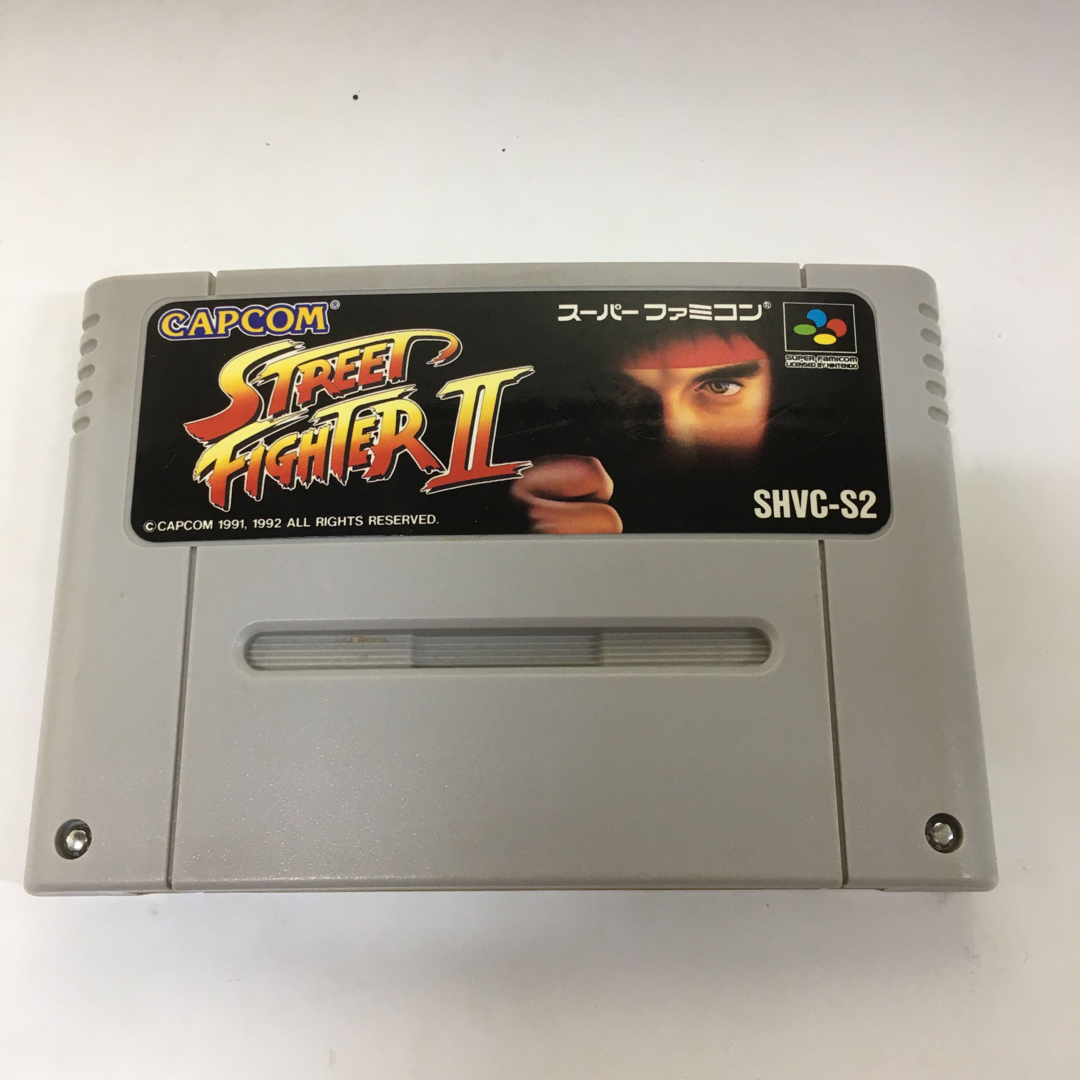 CAPCOM©
スーパーファミコン®
STREET
FIGHTER II
SUPER FAMICOM
LICENSED BY NINTENDO
SHVC-S2
©CAPCOM 1991, 1992 ALL RIGHTS RESERVED.